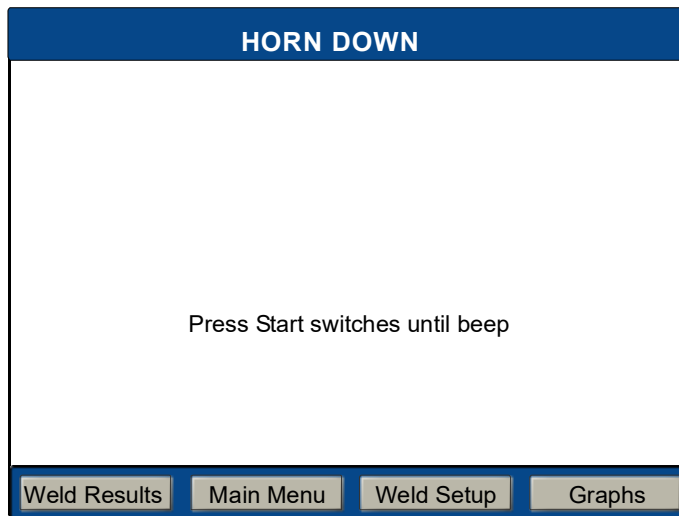 HORN DOWN
Press Start switches until beep
Weld Results Main Menu Weld Setup Graphs